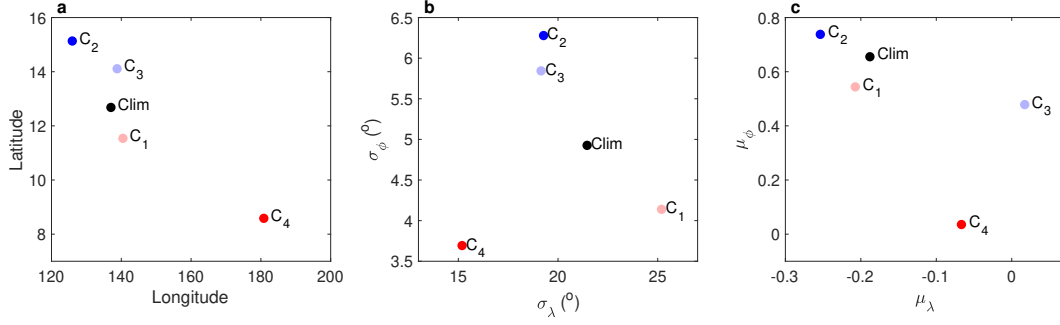 a
16
14
12
10
8
Latitude
C2
C3
Clim
C1
C4
120 140 160 180 200
Longitude
b
6.5
6
5.5
5
4.5
4
3.5
σϕ (o)
C2
C3
Clim
C1
C4
15 20 25
σλ (o)
c
0.8
0.6
0.4
0.2
0
μϕ
C2
Clim
C1
C3
C4
-0.3 -0.2 -0.1 0
μλ